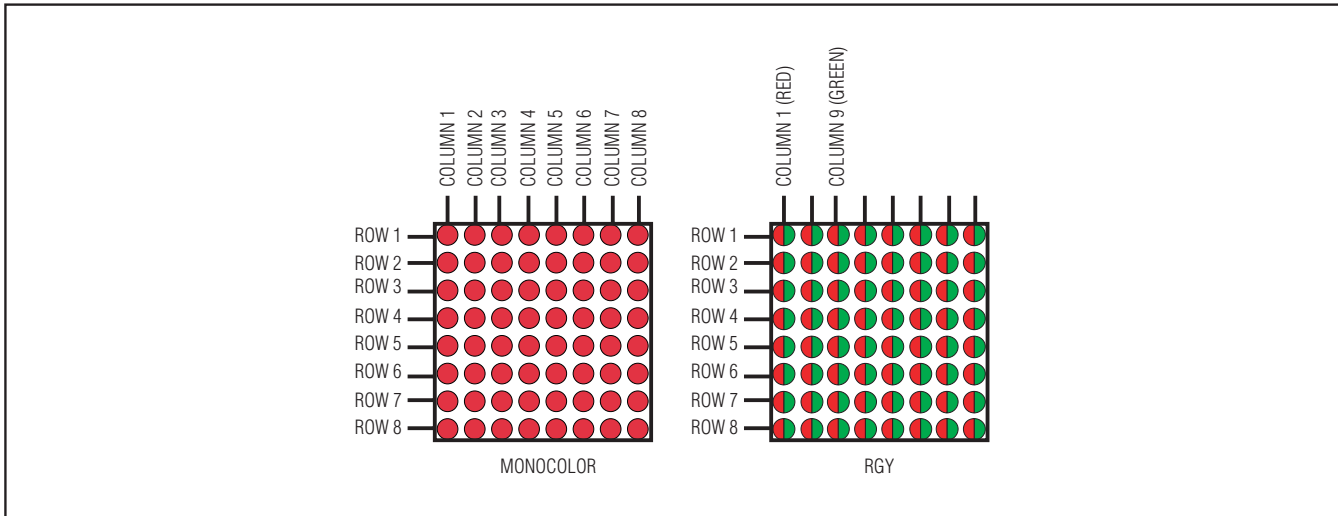 COLUMN 1
COLUMN 2
COLUMN 3
COLUMN 4
COLUMN 5
COLUMN 6
COLUMN 7
COLUMN 8
ROW 1
ROW 2
ROW 3
ROW 4
ROW 5
ROW 6
ROW 7
ROW 8
MONOCOLOR
COLUMN 1 (RED)
COLUMN 9 (GREEN)
ROW 1
ROW 2
ROW 3
ROW 4
ROW 5
ROW 6
ROW 7
ROW 8
RGY